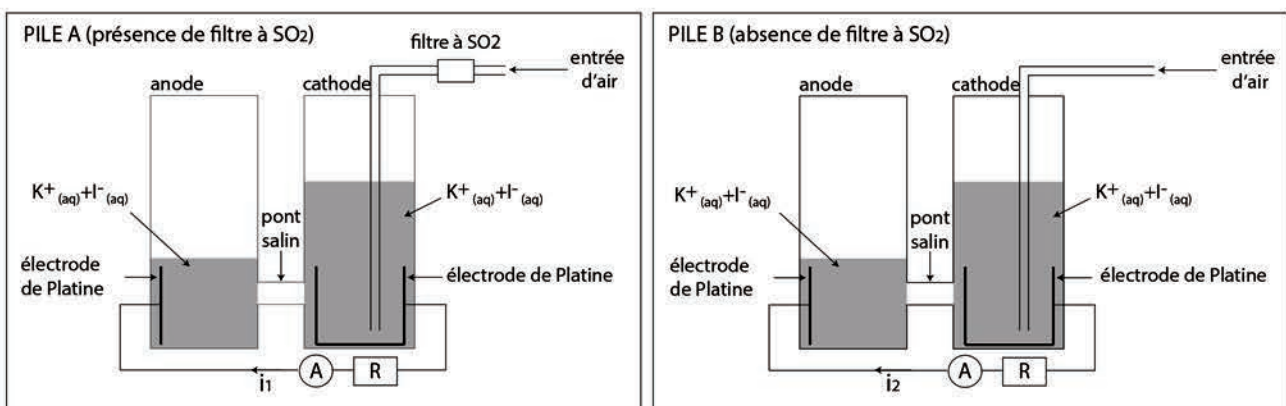 PILE A (présence de filtre à SO₂)
filtre à SO2
entrée
d'air
anode
cathode
K⁺(aq)+I⁻(aq)
K⁺(aq)+I⁻(aq)
pont
salin
électrode
de Platine
électrode de Platine
A
R
i₁
PILE B (absence de filtre à SO₂)
entrée
d'air
anode
cathode
K⁺(aq)+I⁻(aq)
K⁺(aq)+I⁻(aq)
pont
salin
électrode
de Platine
électrode de Platine
A
R
i₂